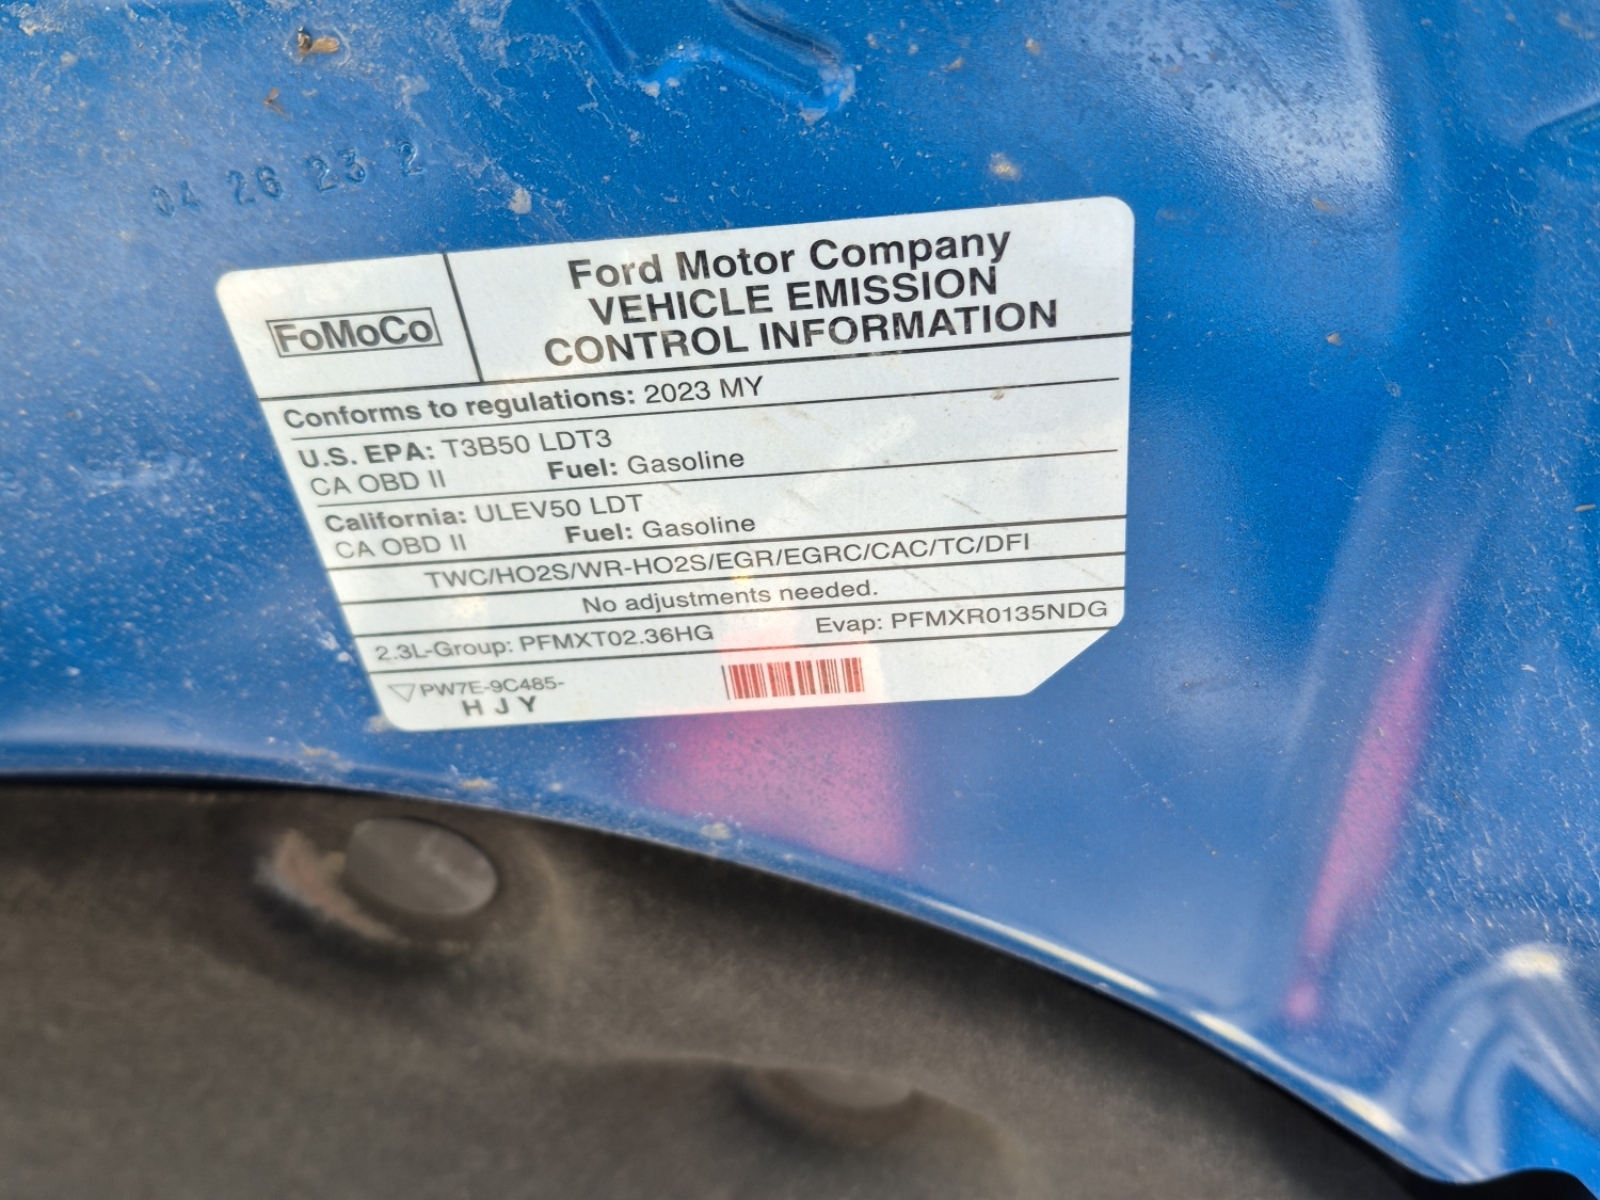 04 26 23 2
FoMoCo
Ford Motor Company
VEHICLE EMISSION
CONTROL INFORMATION
Conforms to regulations: 2023 MY
U.S. EPA: T3B50 LDT3
CA OBD II Fuel: Gasoline
California: ULEV50 LDT
CA OBD II Fuel: Gasoline
TWC/HO2S/WR-HO2S/EGR/EGRC/CAC/TC/DFI
No adjustments needed.
2.3L-Group: PFMXT02.36HG Evap: PFMXR0135NDG
PW7E-9C485-
H J Y